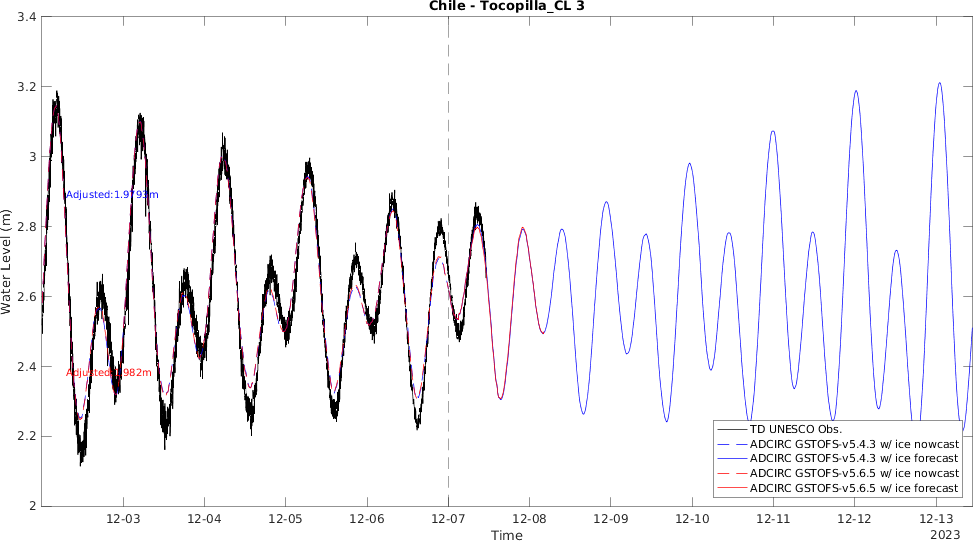 Chile - Tocopilla_CL 3
Water Level (m)
3.4
3.2
3
2.8
2.6
2.4
2.2
2
Adjusted:1.9793m
TD UNESCO Obs.
ADCIRC GSTOFS-v5.4.3 w/ ice nowcast
ADCIRC GSTOFS-v5.4.3 w/ ice forecast
ADCIRC GSTOFS-v5.6.5 w/ ice nowcast
ADCIRC GSTOFS-v5.6.5 w/ ice forecast
12-03 12-04 12-05 12-06 12-07 12-08 12-09 12-10 12-11 12-12 12-13
Time
2023